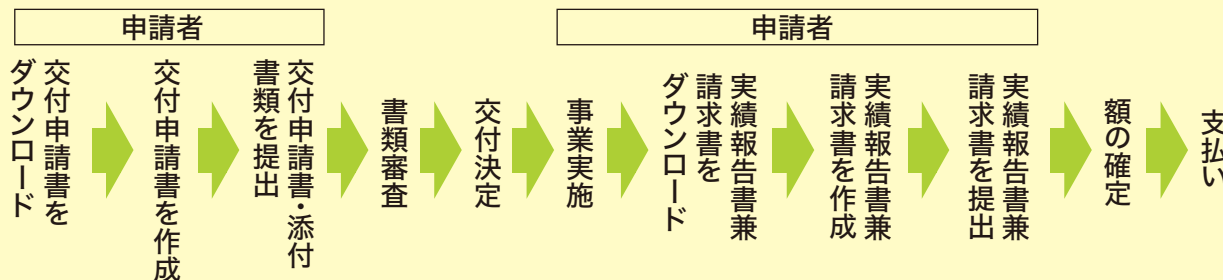 申請者
交付申請書を
ダウンロード
交付申請書を作成
交付申請書・添付
書類を提出
書類審査
交付決定
申請者
事業実施
実績報告書兼
請求書を
ダウンロード
実績報告書兼
請求書を作成
実績報告書兼
請求書を提出
額の確定
支払い